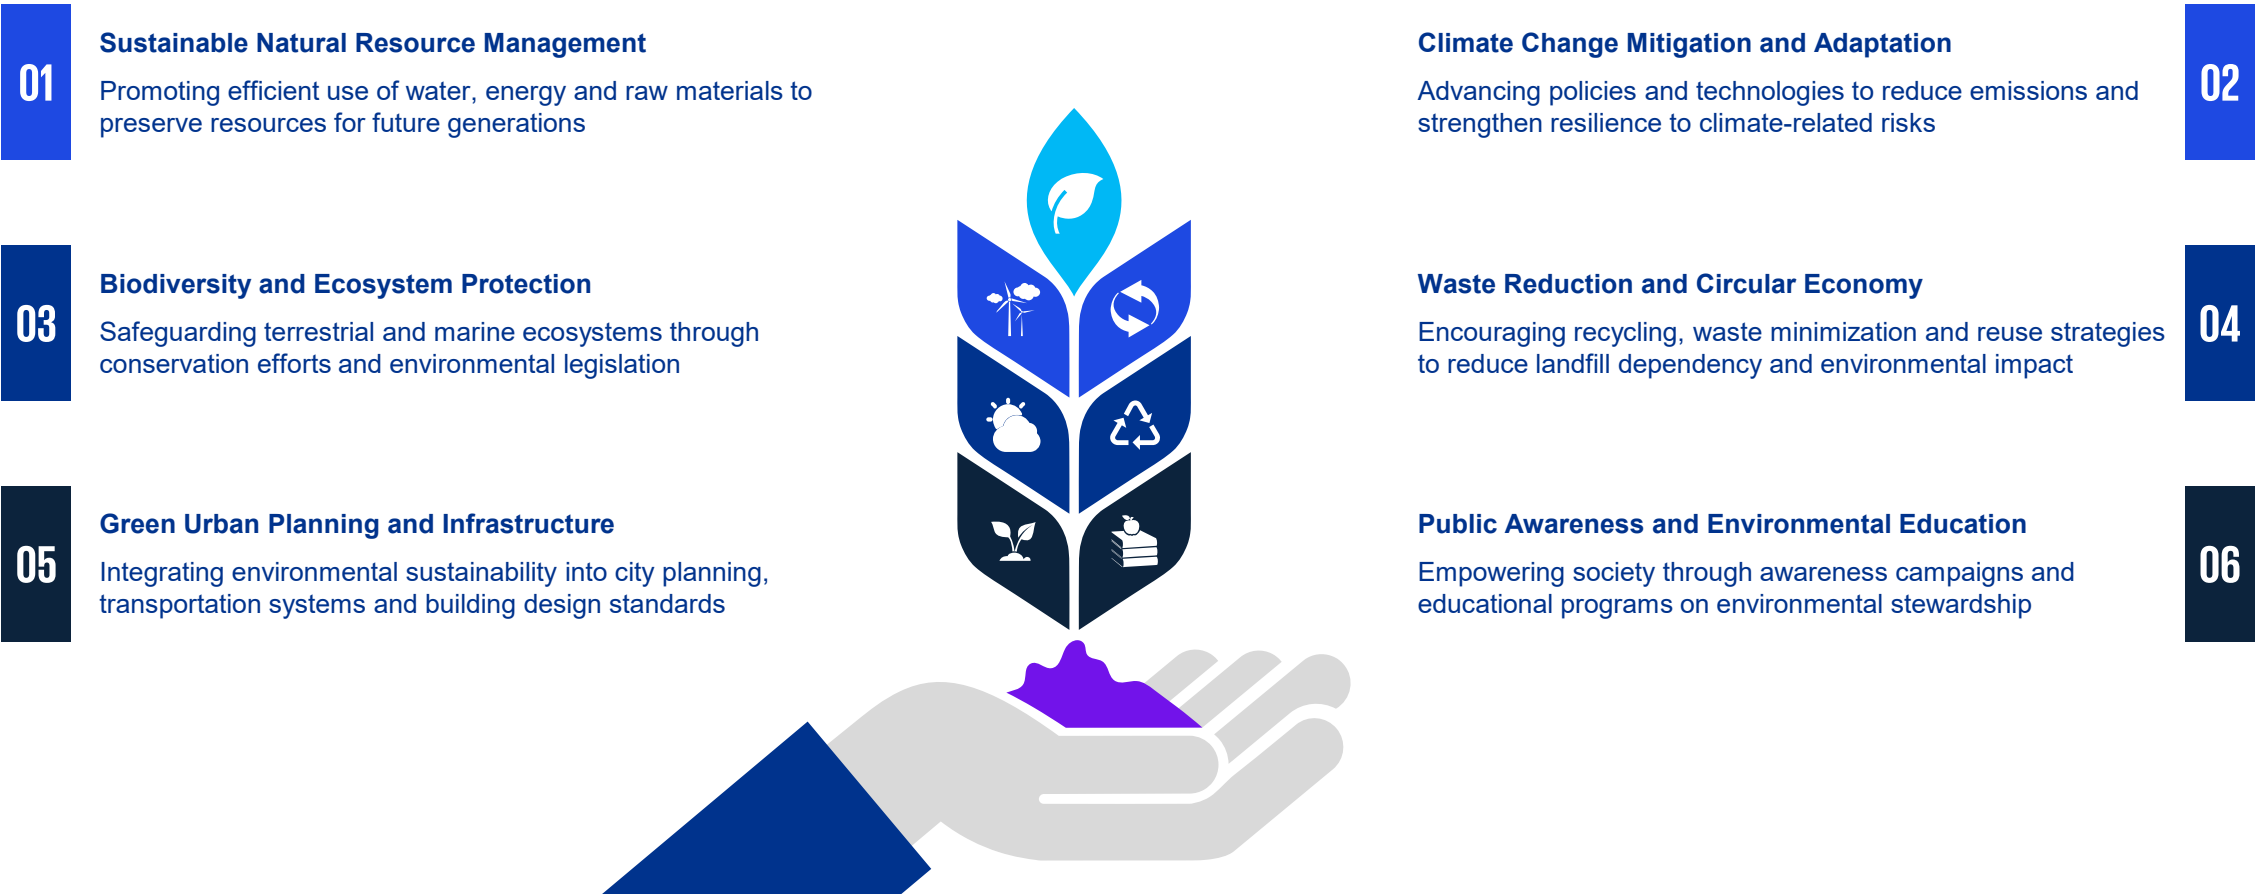 01
Sustainable Natural Resource Management
Promoting efficient use of water, energy and raw materials to
preserve resources for future generations
Climate Change Mitigation and Adaptation
Advancing policies and technologies to reduce emissions and
strengthen resilience to climate-related risks
02
03
Biodiversity and Ecosystem Protection
Safeguarding terrestrial and marine ecosystems through
conservation efforts and environmental legislation
Waste Reduction and Circular Economy
Encouraging recycling, waste minimization and reuse strategies
to reduce landfill dependency and environmental impact
04
05
Green Urban Planning and Infrastructure
Integrating environmental sustainability into city planning,
transportation systems and building design standards
Public Awareness and Environmental Education
Empowering society through awareness campaigns and
educational programs on environmental stewardship
06